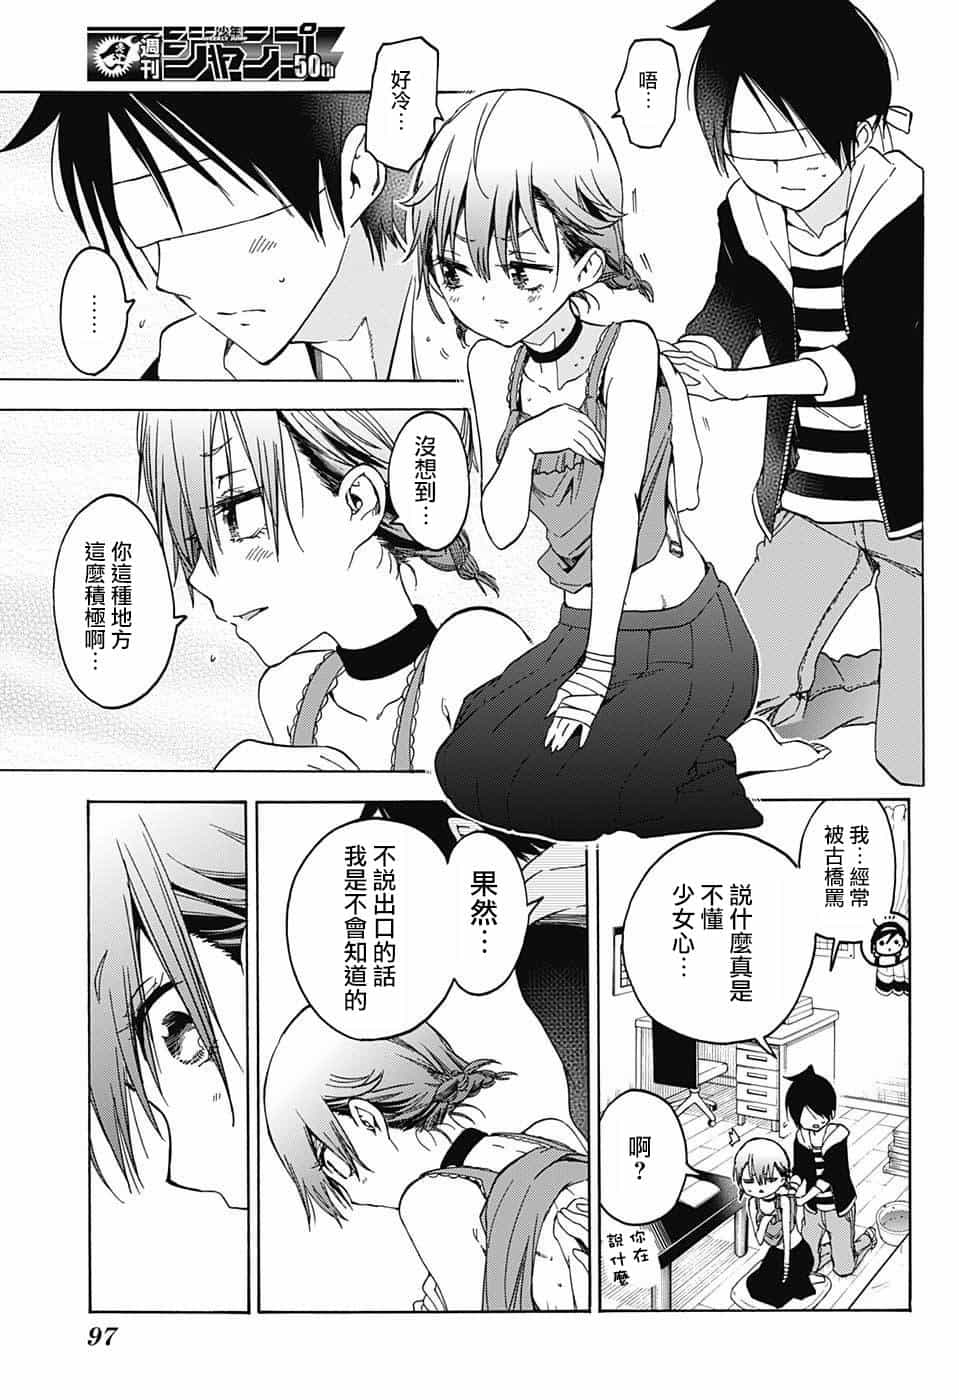 少年
週刊
ジャンプ
50th
唔…
好冷…
……
沒想到…
你這種地方
這麼積極啊…
我…經常
被古橋罵
說什麼真是
不懂
少女心…
啊?
你在
說什麼
果然…
不說出口的話
我是不會知道的
97